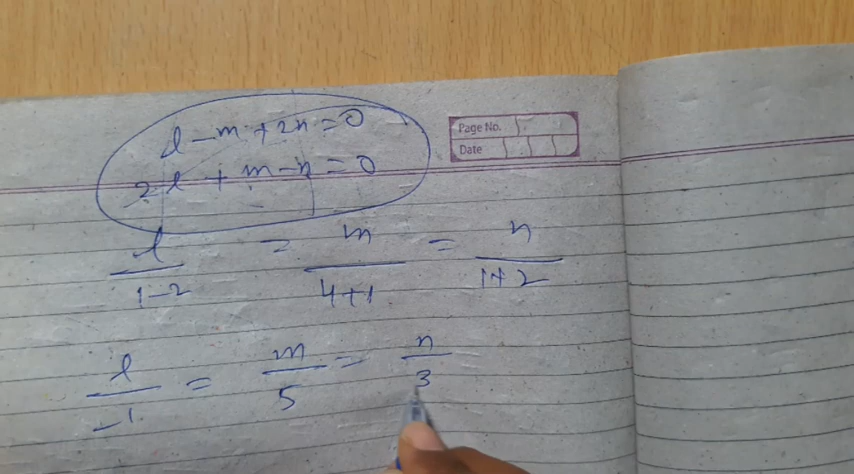 l - m + 2n = 0
2l + m - n = 0
Page No.
Date
l/1-2 = m/4+1 = n/1+2
l/-1 = m/5 = n/3